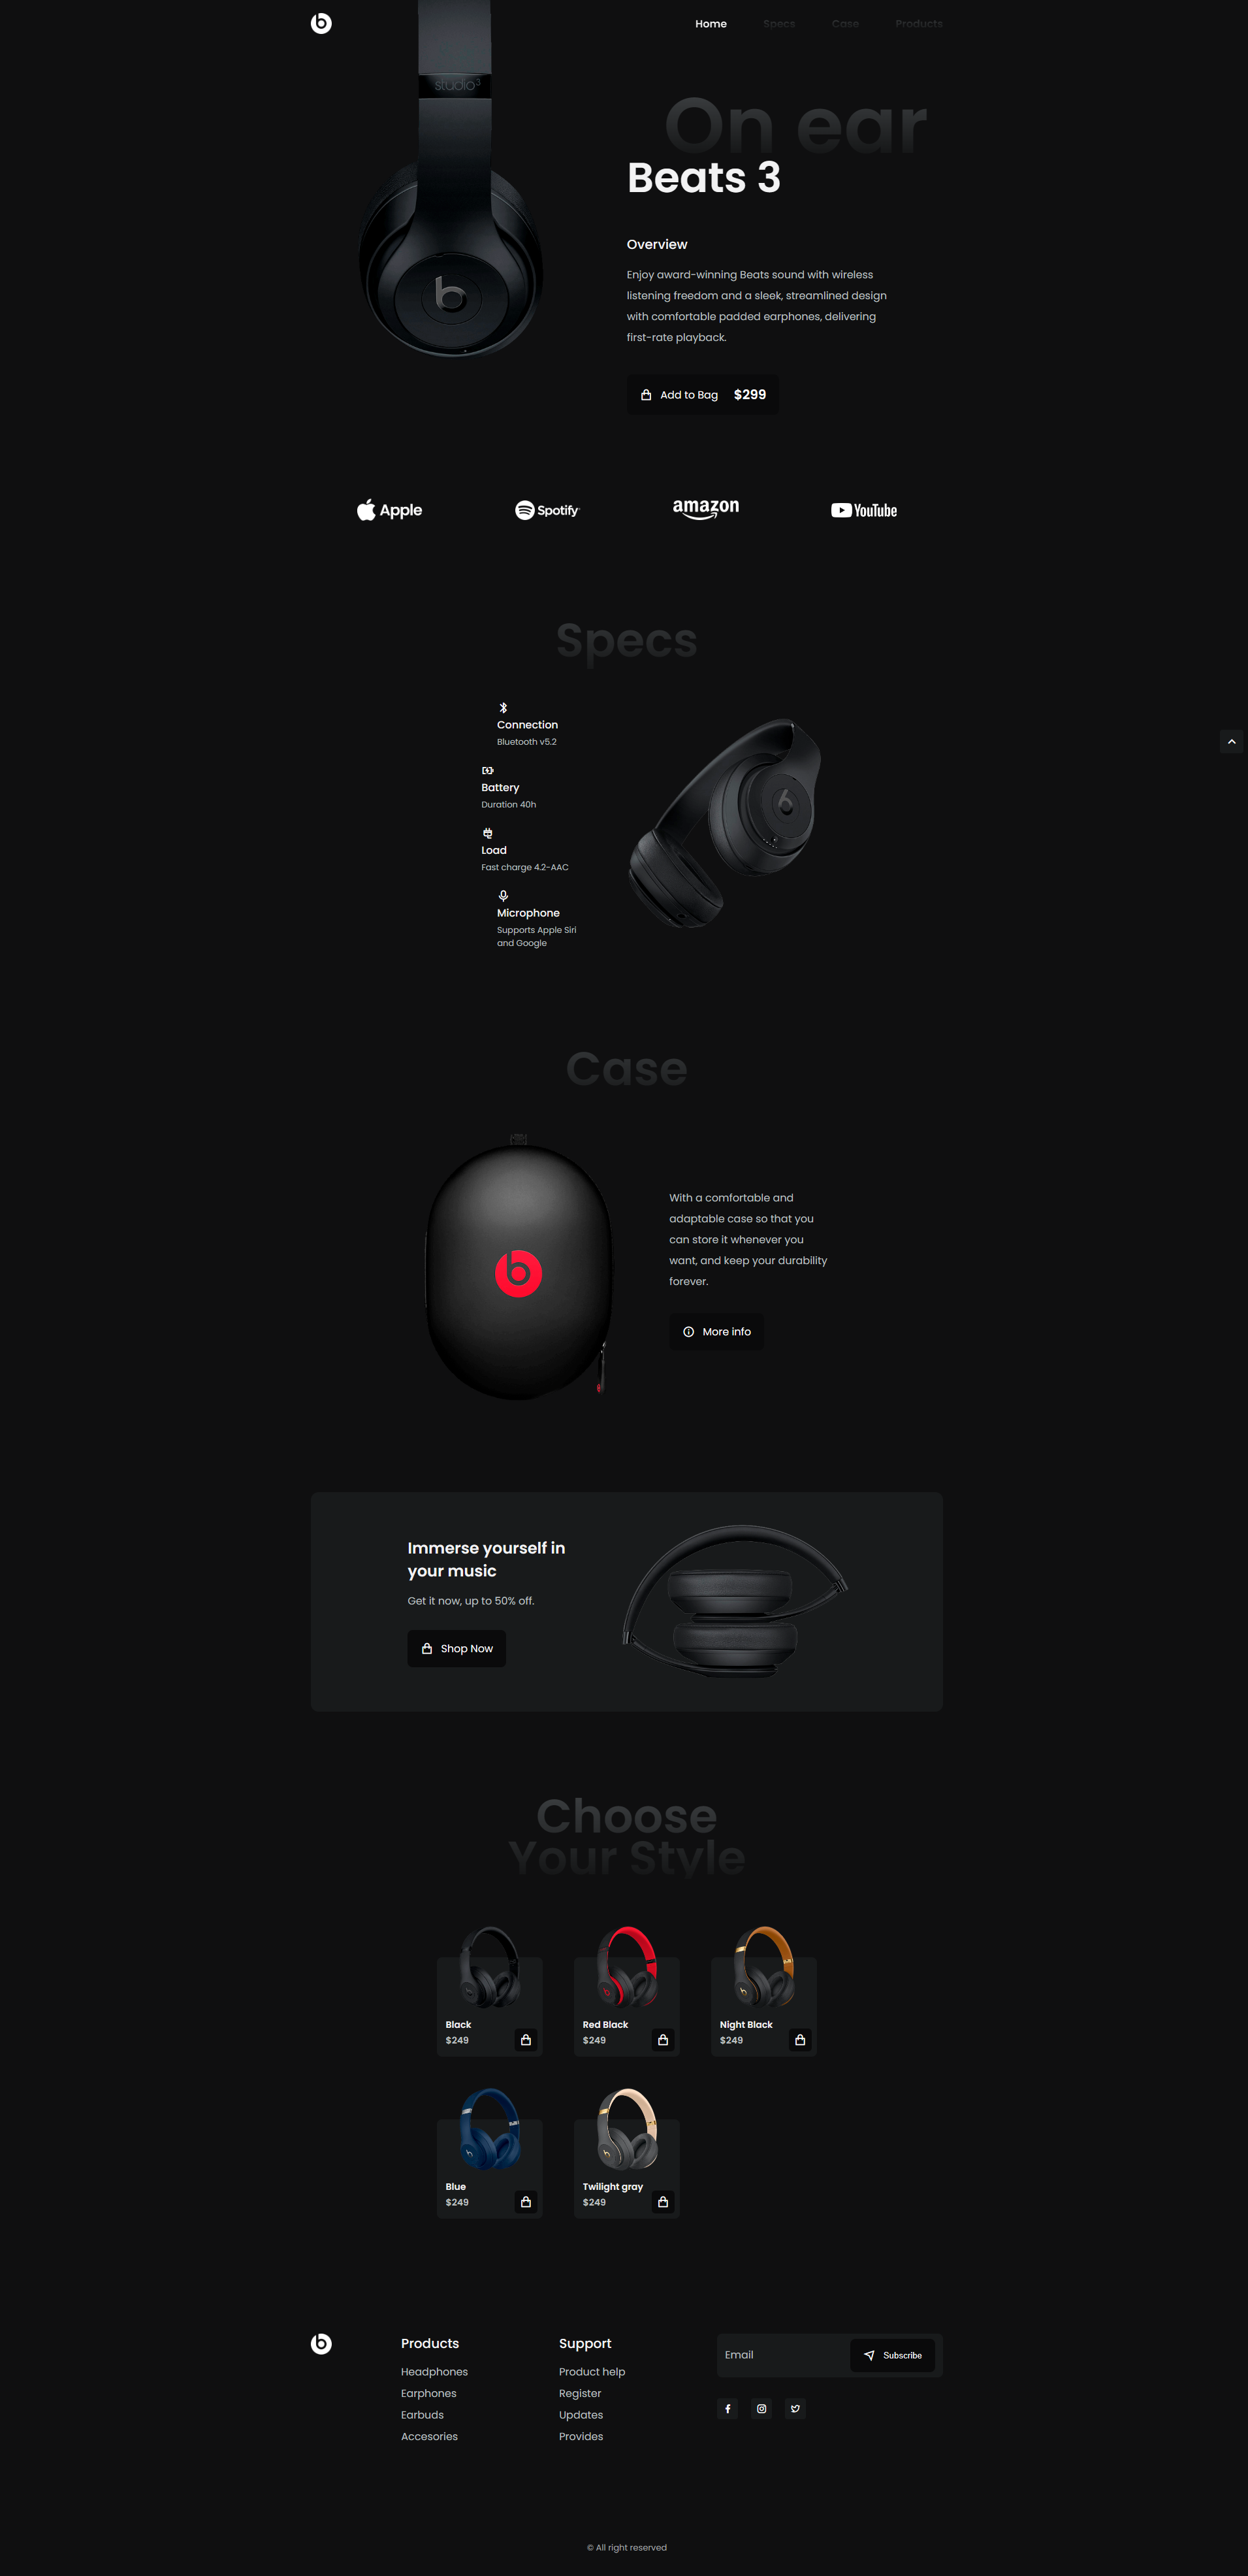 Home
Specs
Case
Products
studio3
On ear
Beats 3
Overview
Enjoy award-winning Beats sound with wireless
listening freedom and a sleek, streamlined design
with comfortable padded earphones, delivering
first-rate playback.
Add to Bag $299
Apple
Spotify
amazon
YouTube
Specs
Connection
Bluetooth v5.2
Battery
Duration 40h
Load
Fast charge 4.2-AAC
Microphone
Supports Apple Siri
and Google
Case
With a comfortable and
adaptable case so that you
can store it whenever you
want, and keep your durability
forever.
More info
Immerse yourself in
your music
Get it now, up to 50% off.
Shop Now
Choose
Your Style
Black
$249
Red Black
$249
Night Black
$249
Blue
$249
Twilight gray
$249
Products
Headphones
Earphones
Earbuds
Accesories
Support
Product help
Register
Updates
Provides
Email
Subscribe
© All right reserved